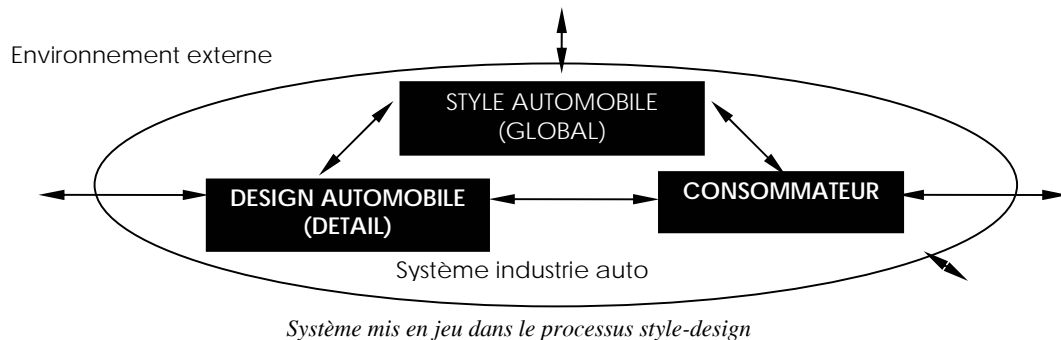 Environnement externe
STYLE AUTOMOBILE
(GLOBAL)
DESIGN AUTOMOBILE
(DETAIL)
CONSOMMATEUR
Système industrie auto
Système mis en jeu dans le processus style-design